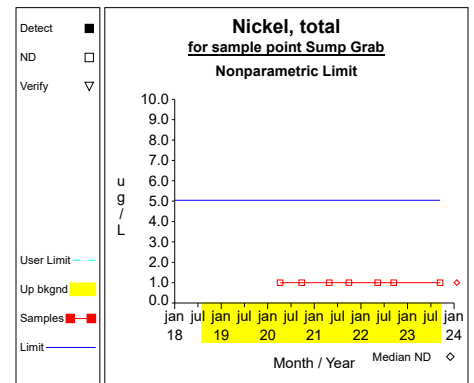 Detect
ND
Verify
User Limit
Up bkgnd
Samples
Limit
Nickel, total
for sample point Sump Grab
Nonparametric Limit
10.0
9.0
8.0
7.0
6.0
5.0
4.0
3.0
2.0
1.0
0.0
ug/L
jan jul jan jul jan jul jan jul jan jul jan jul jan
18 19 20 21 22 23 24
Month / Year
Median ND